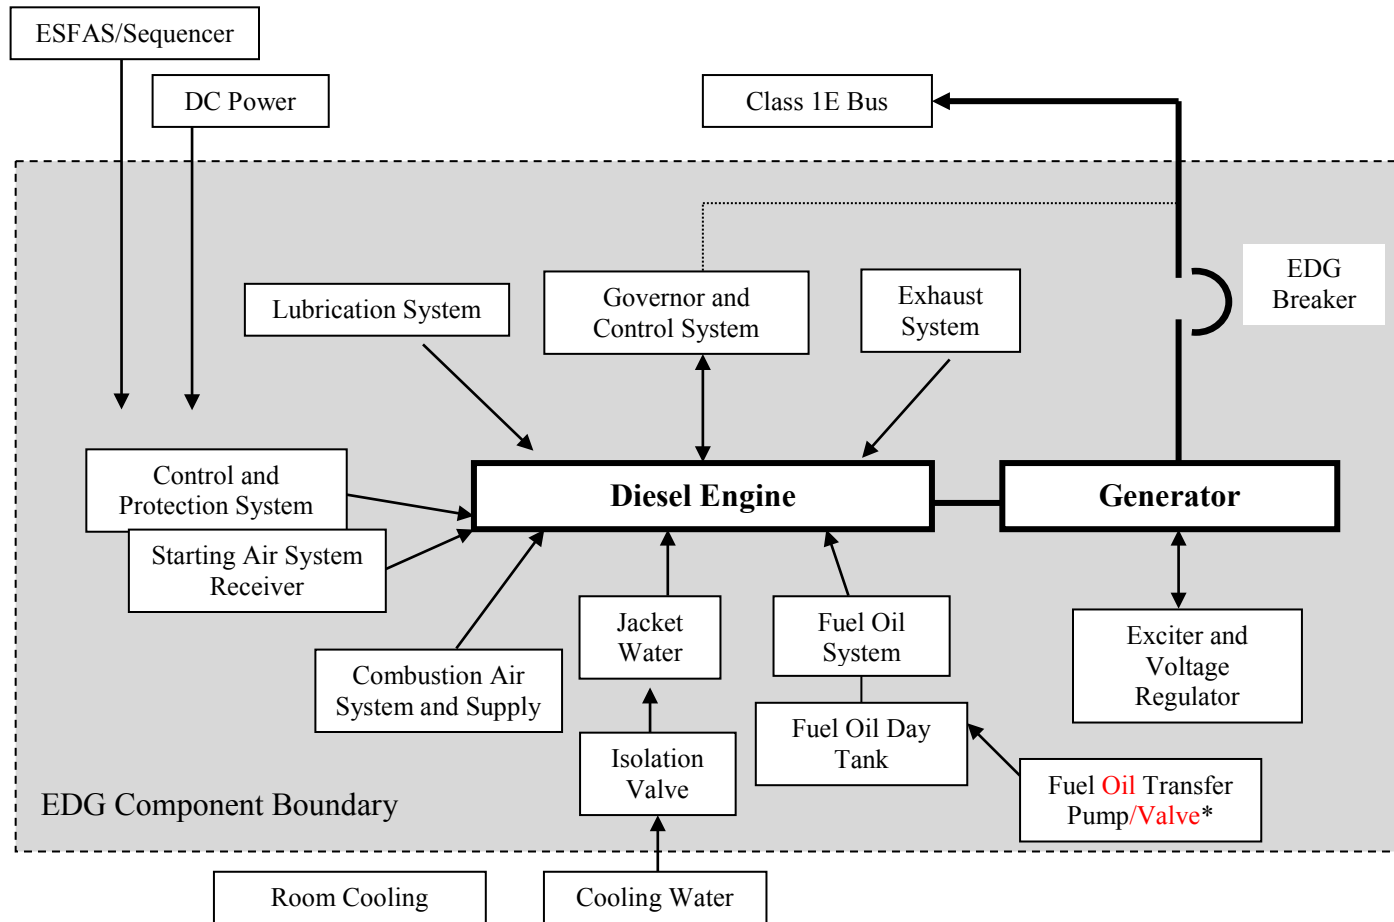 ESFAS/Sequencer
DC Power
Class 1E Bus
EDG
Breaker
Lubrication System
Governor and
Control System
Exhaust
System
Control and
Protection System
Diesel Engine
Generator
Starting Air System
Receiver
Combustion Air
System and Supply
Jacket
Water
Fuel Oil
System
Exciter and
Voltage
Regulator
Isolation
Valve
Fuel Oil Day
Tank
Fuel Oil Transfer
Pump/Valve*
EDG Component Boundary
Room Cooling
Cooling Water